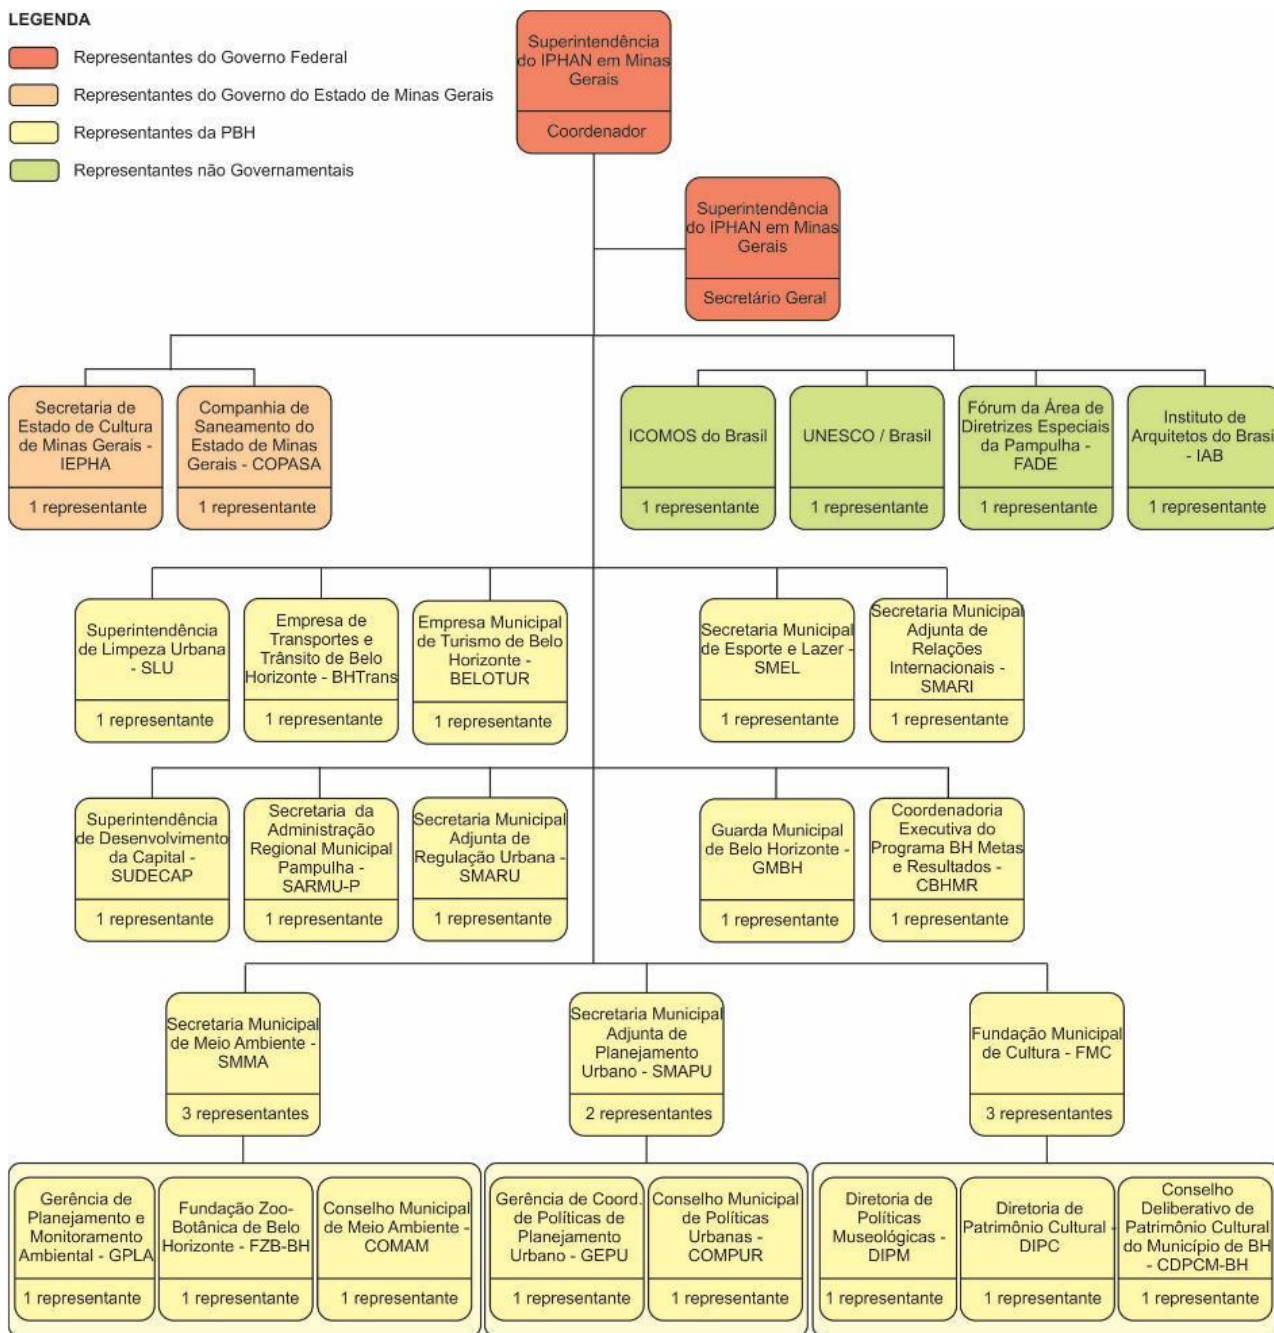 LEGENDA
Representantes do Governo Federal
Representantes do Governo do Estado de Minas Gerais
Representantes da PBH
Representantes não Governamentais
Superintendência
do IPHAN em Minas
Gerais
Coordenador
Superintendência
do IPHAN em Minas
Gerais
Secretário Geral
Secretaria de
Estado de Cultura
de Minas Gerais -
IEPHA
1 representante
Companhia de
Saneamento do
Estado de Minas
Gerais - COPASA
1 representante
ICOMOS do Brasil
1 representante
UNESCO / Brasil
1 representante
Fórum da Área de
Diretrizes Especiais
da Pampulha -
FADE
1 representante
Instituto de
Arquitetos do Brasil
- IAB
1 representante
Superintendência
de Limpeza Urbana
- SLU
1 representante
Empresa de
Transportes e
Trânsito de Belo
Horizonte - BHTrans
1 representante
Empresa Municipal
de Turismo de Belo
Horizonte -
BELOTUR
1 representante
Secretaria Municipal
de Esporte e Lazer -
SMEL
1 representante
Secretaria Municipal
Adjunta de
Relações
Internacionais -
SMARI
1 representante
Superintendência
de Desenvolvimento
da Capital -
SUDECAP
1 representante
Secretaria da
Administração
Regional Municipal
Pampulha -
SARMU-P
1 representante
Secretaria Municipal
Adjunta de
Regulação Urbana -
SMARU
1 representante
Guarda Municipal
de Belo Horizonte -
GMBH
1 representante
Coordenadoria
Executiva do
Programa BH Metas
e Resultados -
CBHMR
1 representante
Secretaria Municipal
de Meio Ambiente -
SMMA
3 representantes
Secretaria Municipal
Adjunta de
Planejamento
Urbano - SMAPU
2 representantes
Fundação Municipal
de Cultura - FMC
3 representantes
Gerência de
Planejamento e
Monitoramento
Ambiental - GPLA
1 representante
Fundação Zoo-
Botânica de Belo
Horizonte - FZB-BH
1 representante
Conselho Municipal
de Meio Ambiente -
COMAM
1 representante
Gerência de Coord.
de Políticas de
Planejamento
Urbano - GEPU
1 representante
Conselho Municipal
de Políticas
Urbanas -
COMPUR
1 representante
Diretoria de
Políticas
Museológicas -
DIPM
1 representante
Diretoria de
Patrimônio Cultural -
DIPC
1 representante
Conselho
Deliberativo de
Patrimônio Cultural
do Município de BH
- CDPCM-BH
1 representante